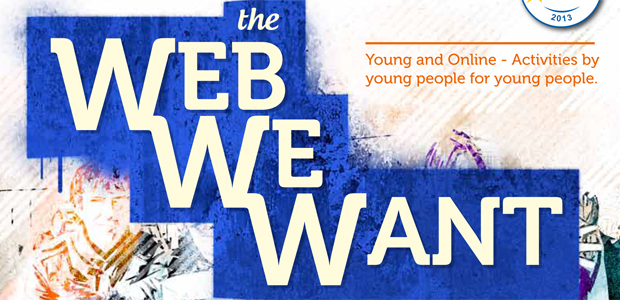 2013
the
WEB
WE
WANT
Young and Online - Activities by
young people for young people.